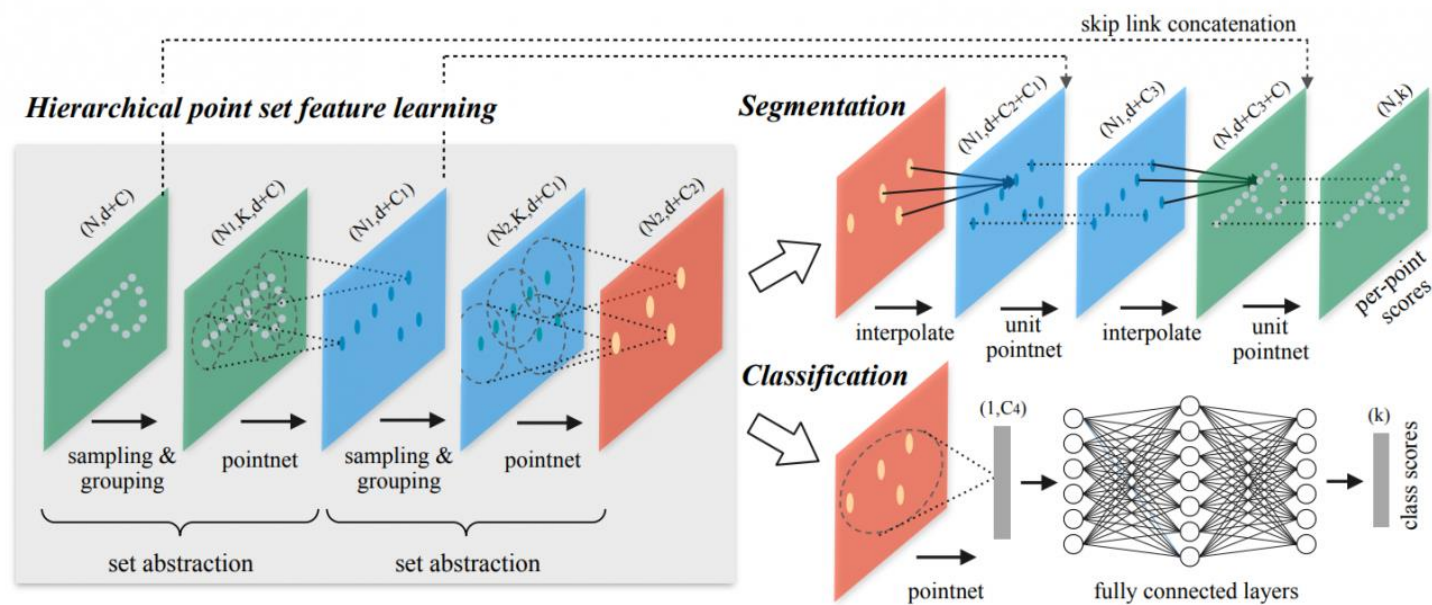 skip link concatenation
Hierarchical point set feature learning
(N,d+C)
(N1,K,d+C)
(N1,d+C1)
(N2,K,d+C1)
(N2,d+C2)
sampling &
grouping
pointnet
sampling &
grouping
pointnet
set abstraction
set abstraction
Segmentation
(N1,d+C2+C1)
(N1,d+C3)
(N,d+C3+C)
(N,k)
interpolate
unit
pointnet
interpolate
unit
pointnet
per-point
scores
Classification
(1,C4)
(k)
class scores
pointnet
fully connected layers